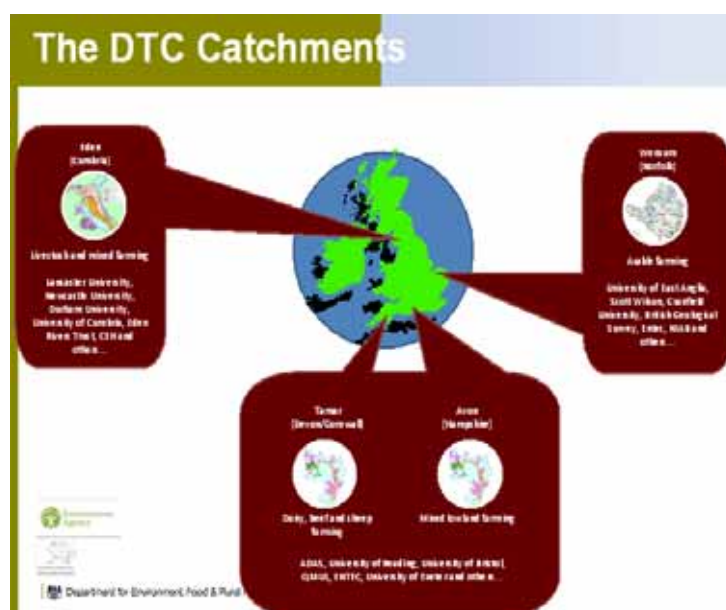 The DTC Catchments
Eden
(Cumbria)
Livestock and mixed farming
Lancaster University,
Newcastle University,
Durham University,
University of Cumbria, Eden
River Trust, CEH and
others...
Wensum
(Norfolk)
Arable farming
University of East Anglia,
Scott Wilson, Cranfield
University, British Geological
Survey, Entec, NIAB and
others...
Tamar
(Devon/Cornwall)
Avon
(Hampshire)
Dairy, beef and sheep
farming
Mixed lowland farming
ADAS, University of Reading, University of Bristol,
ENTEC, University of Exeter and others...
Environment
Agency
Department for Environment, Food & Rural